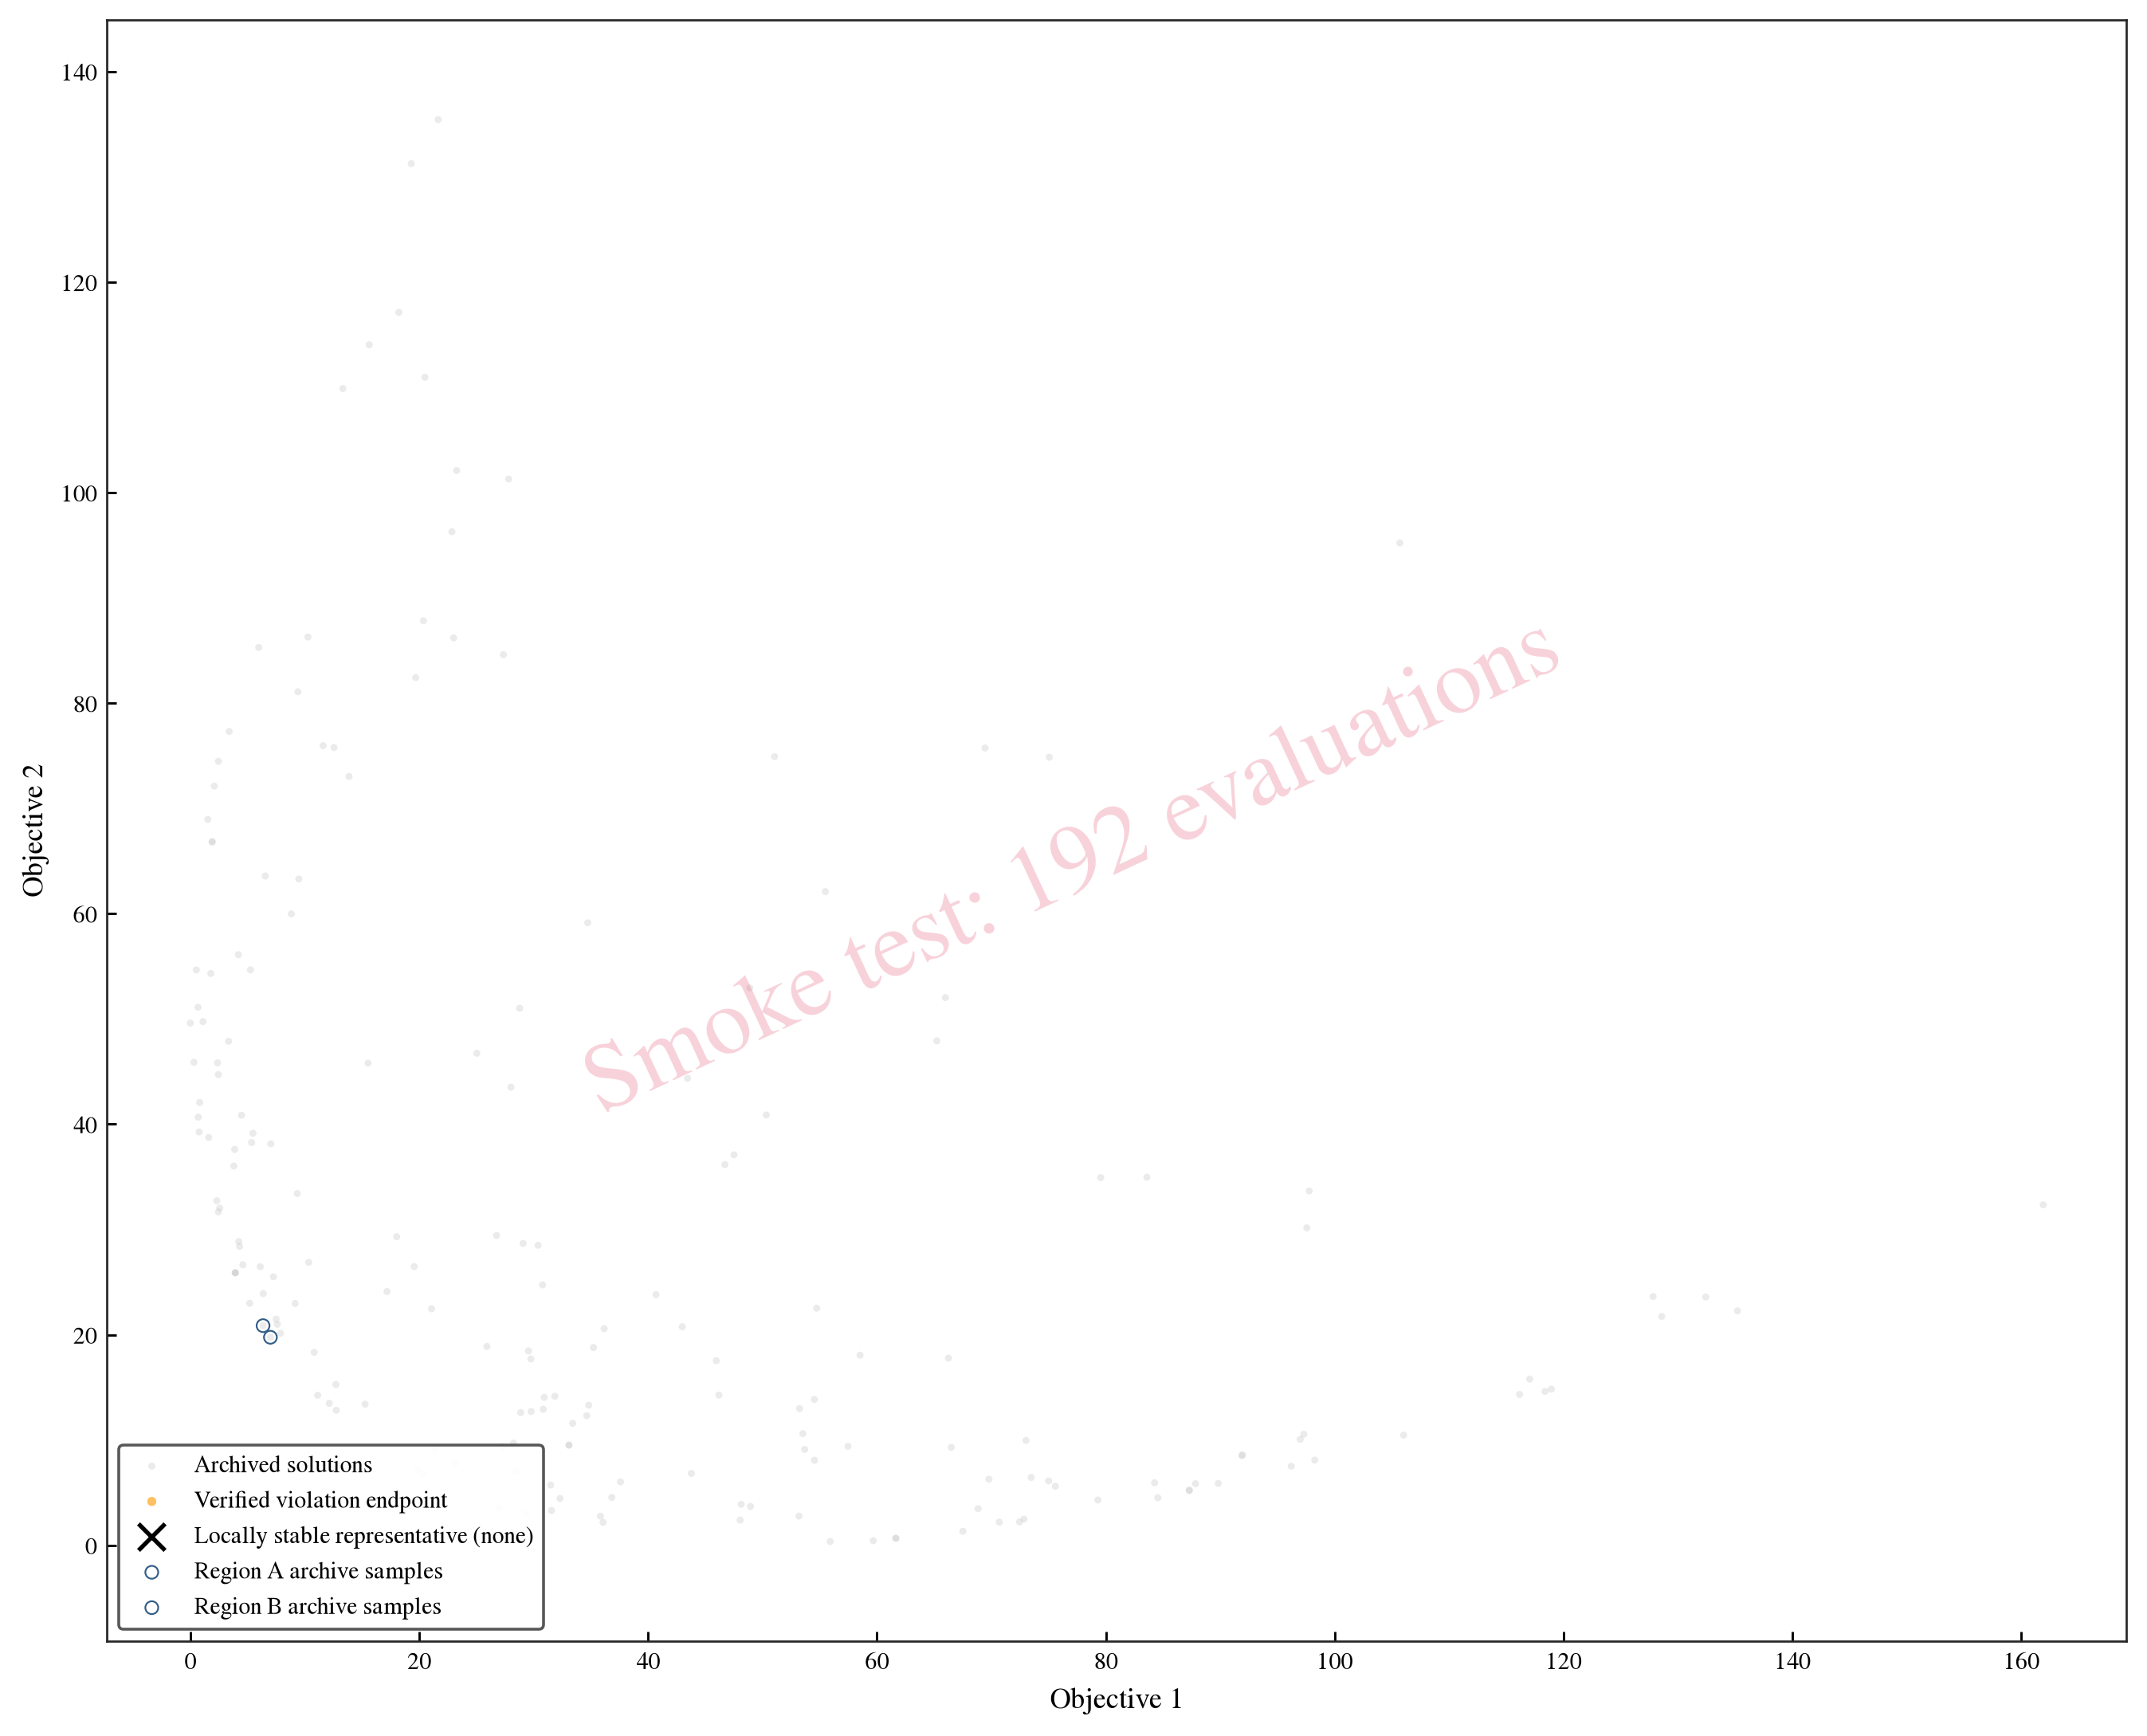 140
120
100
80
60
40
20
0
Objective 2
Smoke test: 192 evaluations
Archived solutions
Verified violation endpoint
Locally stable representative (none)
Region A archive samples
Region B archive samples
0 20 40 60 80 100 120 140 160
Objective 1